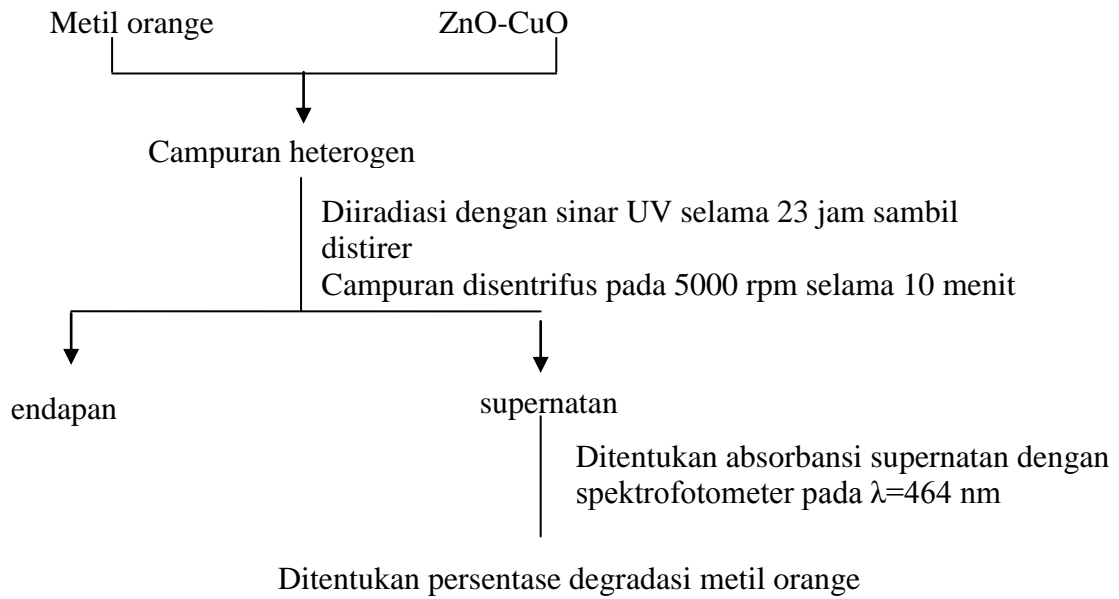 Metil orange
ZnO-CuO
Campuran heterogen
Diiradiasi dengan sinar UV selama 23 jam sambil
distirer
Campuran disentrifus pada 5000 rpm selama 10 menit
endapan
supernatan
Ditentukan absorbansi supernatan dengan
spektrofotometer pada λ=464 nm
Ditentukan persentase degradasi metil orange